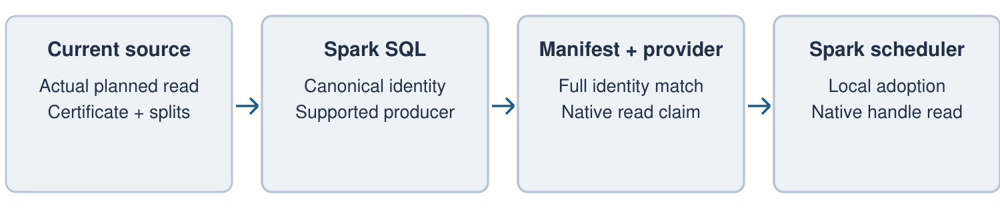 Current source
Actual planned read
Certificate + splits
Spark SQL
Canonical identity
Supported producer
Manifest + provider
Full identity match
Native read claim
Spark scheduler
Local adoption
Native handle read